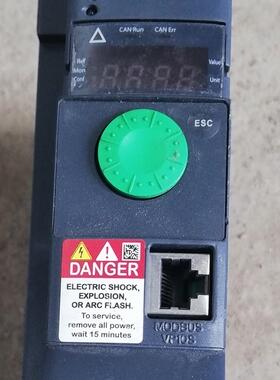 CAN Run CAN Err
Ref
Value
Mon
Conf
Unit
ESC
DANGER
ELECTRIC SHOCK,
EXPLOSION,
OR ARC FLASH.
To service,
remove all power,
wait 15 minutes
MODBUS
VP10S